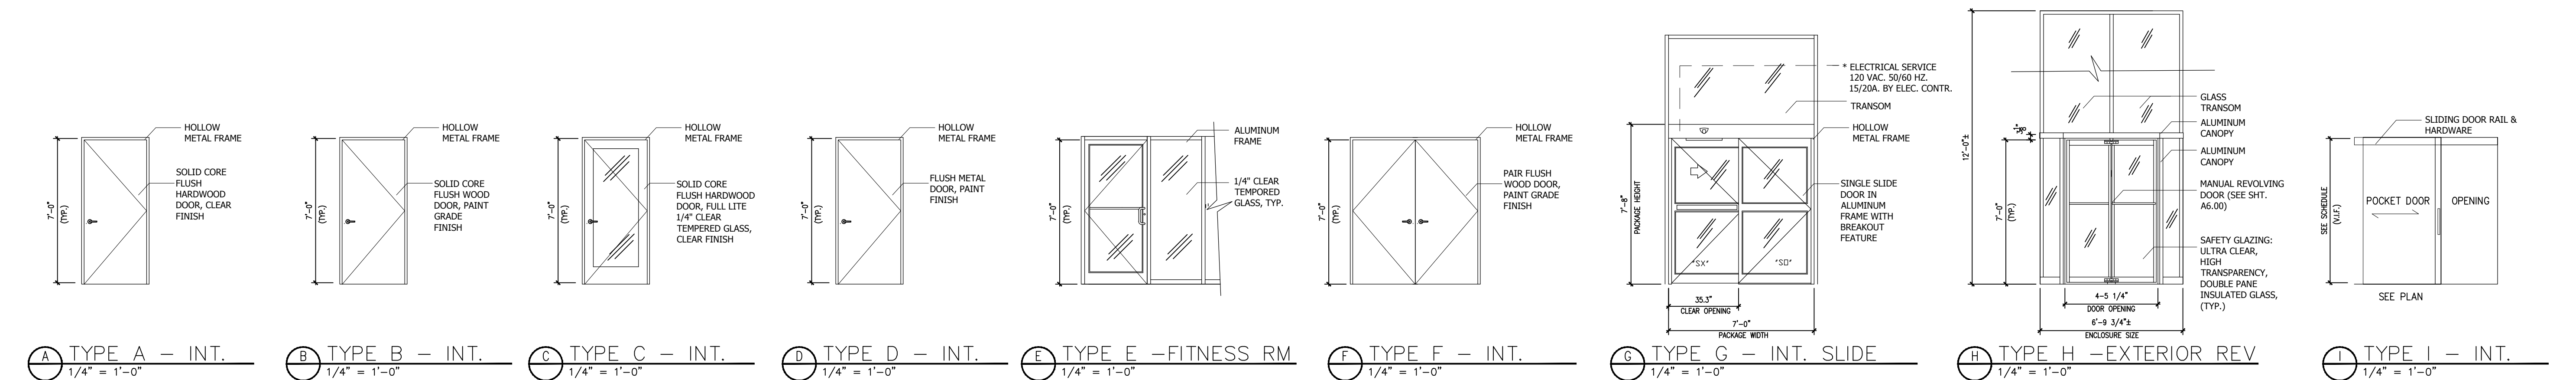 HOLLOW
METAL FRAME
SOLID CORE
FLUSH
HARDWOOD
DOOR, CLEAR
FINISH
7'-0"
(TYP.)
A
TYPE A - INT.
1/4" = 1'-0"
HOLLOW
METAL FRAME
SOLID CORE
FLUSH WOOD
DOOR, PAINT
GRADE
FINISH
7'-0"
(TYP.)
B
TYPE B - INT.
1/4" = 1'-0"
HOLLOW
METAL FRAME
SOLID CORE
FLUSH HARDWOOD
DOOR, FULL LITE
1/4" CLEAR
TEMPERED GLASS,
CLEAR FINISH
7'-0"
(TYP.)
C
TYPE C - INT.
1/4" = 1'-0"
HOLLOW
METAL FRAME
FLUSH METAL
DOOR, PAINT
FINISH
7'-0"
(TYP.)
D
TYPE D - INT.
1/4" = 1'-0"
ALUMINUM
FRAME
1/4" CLEAR
TEMPORED
GLASS, TYP.
7'-0"
(TYP.)
E
TYPE E -FITNESS RM
1/4" = 1'-0"
HOLLOW
METAL FRAME
PAIR FLUSH
WOOD DOOR,
PAINT GRADE
FINISH
7'-0"
(TYP.)
F
TYPE F - INT.
1/4" = 1'-0"
* ELECTRICAL SERVICE
120 VAC. 50/60 HZ.
15/20A. BY ELEC. CONTR.
TRANSOM
HOLLOW
METAL FRAME
SINGLE SLIDE
DOOR IN
ALUMINUM
FRAME WITH
BREAKOUT
FEATURE
7'-8"
PACKAGE HEIGHT
"SX"
"SO"
35.3"
CLEAR OPENING
7'-0"
PACKAGE WIDTH
G
TYPE G - INT. SLIDE
1/4" = 1'-0"
12'-0"±
GLASS
TRANSOM
ALUMINUM
CANOPY
ALUMINUM
CANOPY
MANUAL REVOLVING
DOOR (SEE SHT.
A6.00)
SAFETY GLAZING:
ULTRA CLEAR,
HIGH
TRANSPARENCY,
DOUBLE PANE
INSULATED GLASS,
(TYP.)
7'-0"
(TYP.)
4-5 1/4"
DOOR OPENING
6'-9 3/4"±
ENCLOSURE SIZE
H
TYPE H -EXTERIOR REV
1/4" = 1'-0"
SLIDING DOOR RAIL &
HARDWARE
SEE SCHEDULE
(V.I.F.)
POCKET DOOR
OPENING
SEE PLAN
I
TYPE I - INT.
1/4" = 1'-0"